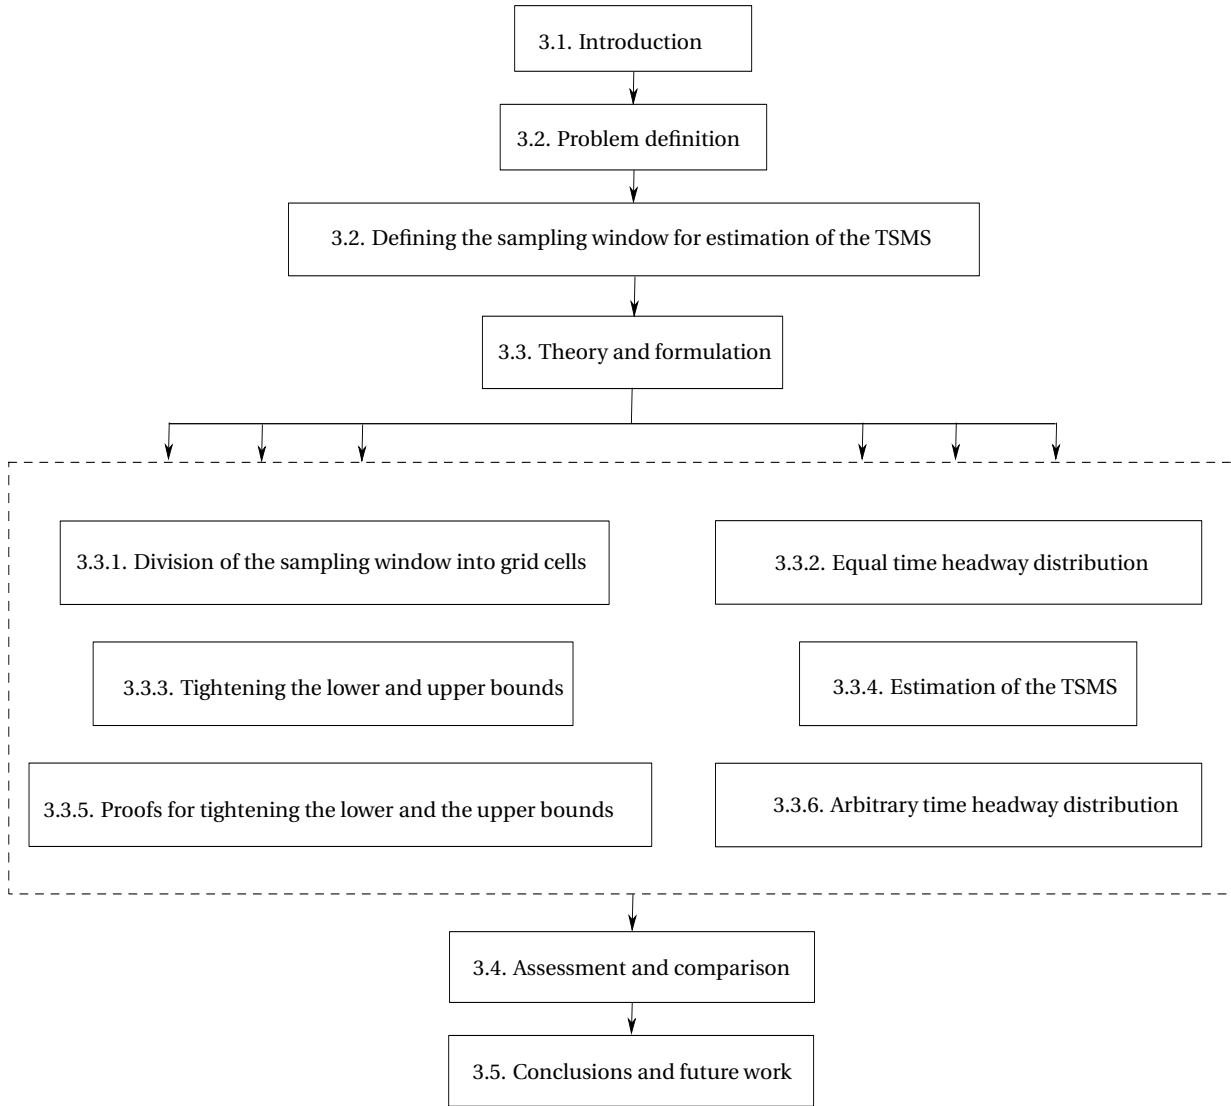 3.1. Introduction
3.2. Problem definition
3.2. Defining the sampling window for estimation of the TSMS
3.3. Theory and formulation
3.3.1. Division of the sampling window into grid cells
3.3.2. Equal time headway distribution
3.3.3. Tightening the lower and upper bounds
3.3.4. Estimation of the TSMS
3.3.5. Proofs for tightening the lower and the upper bounds
3.3.6. Arbitrary time headway distribution
3.4. Assessment and comparison
3.5. Conclusions and future work